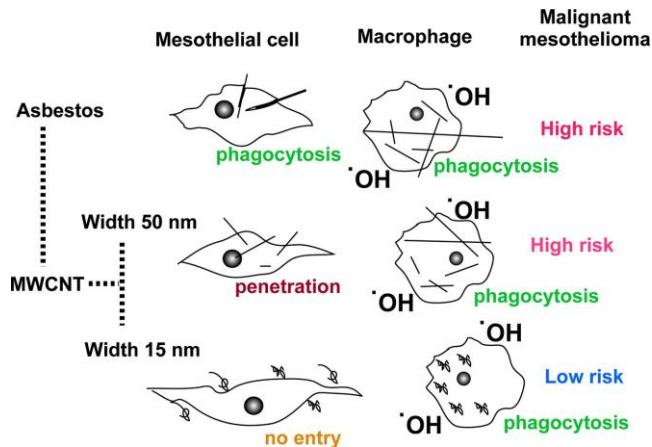 Mesothelial cell
Macrophage
Malignant
mesothelioma
Asbestos
phagocytosis
˙OH
˙OH
phagocytosis
High risk
Width 50 nm
MWCNT
penetration
˙OH
˙OH
phagocytosis
High risk
Width 15 nm
no entry
˙OH
˙OH
phagocytosis
Low risk